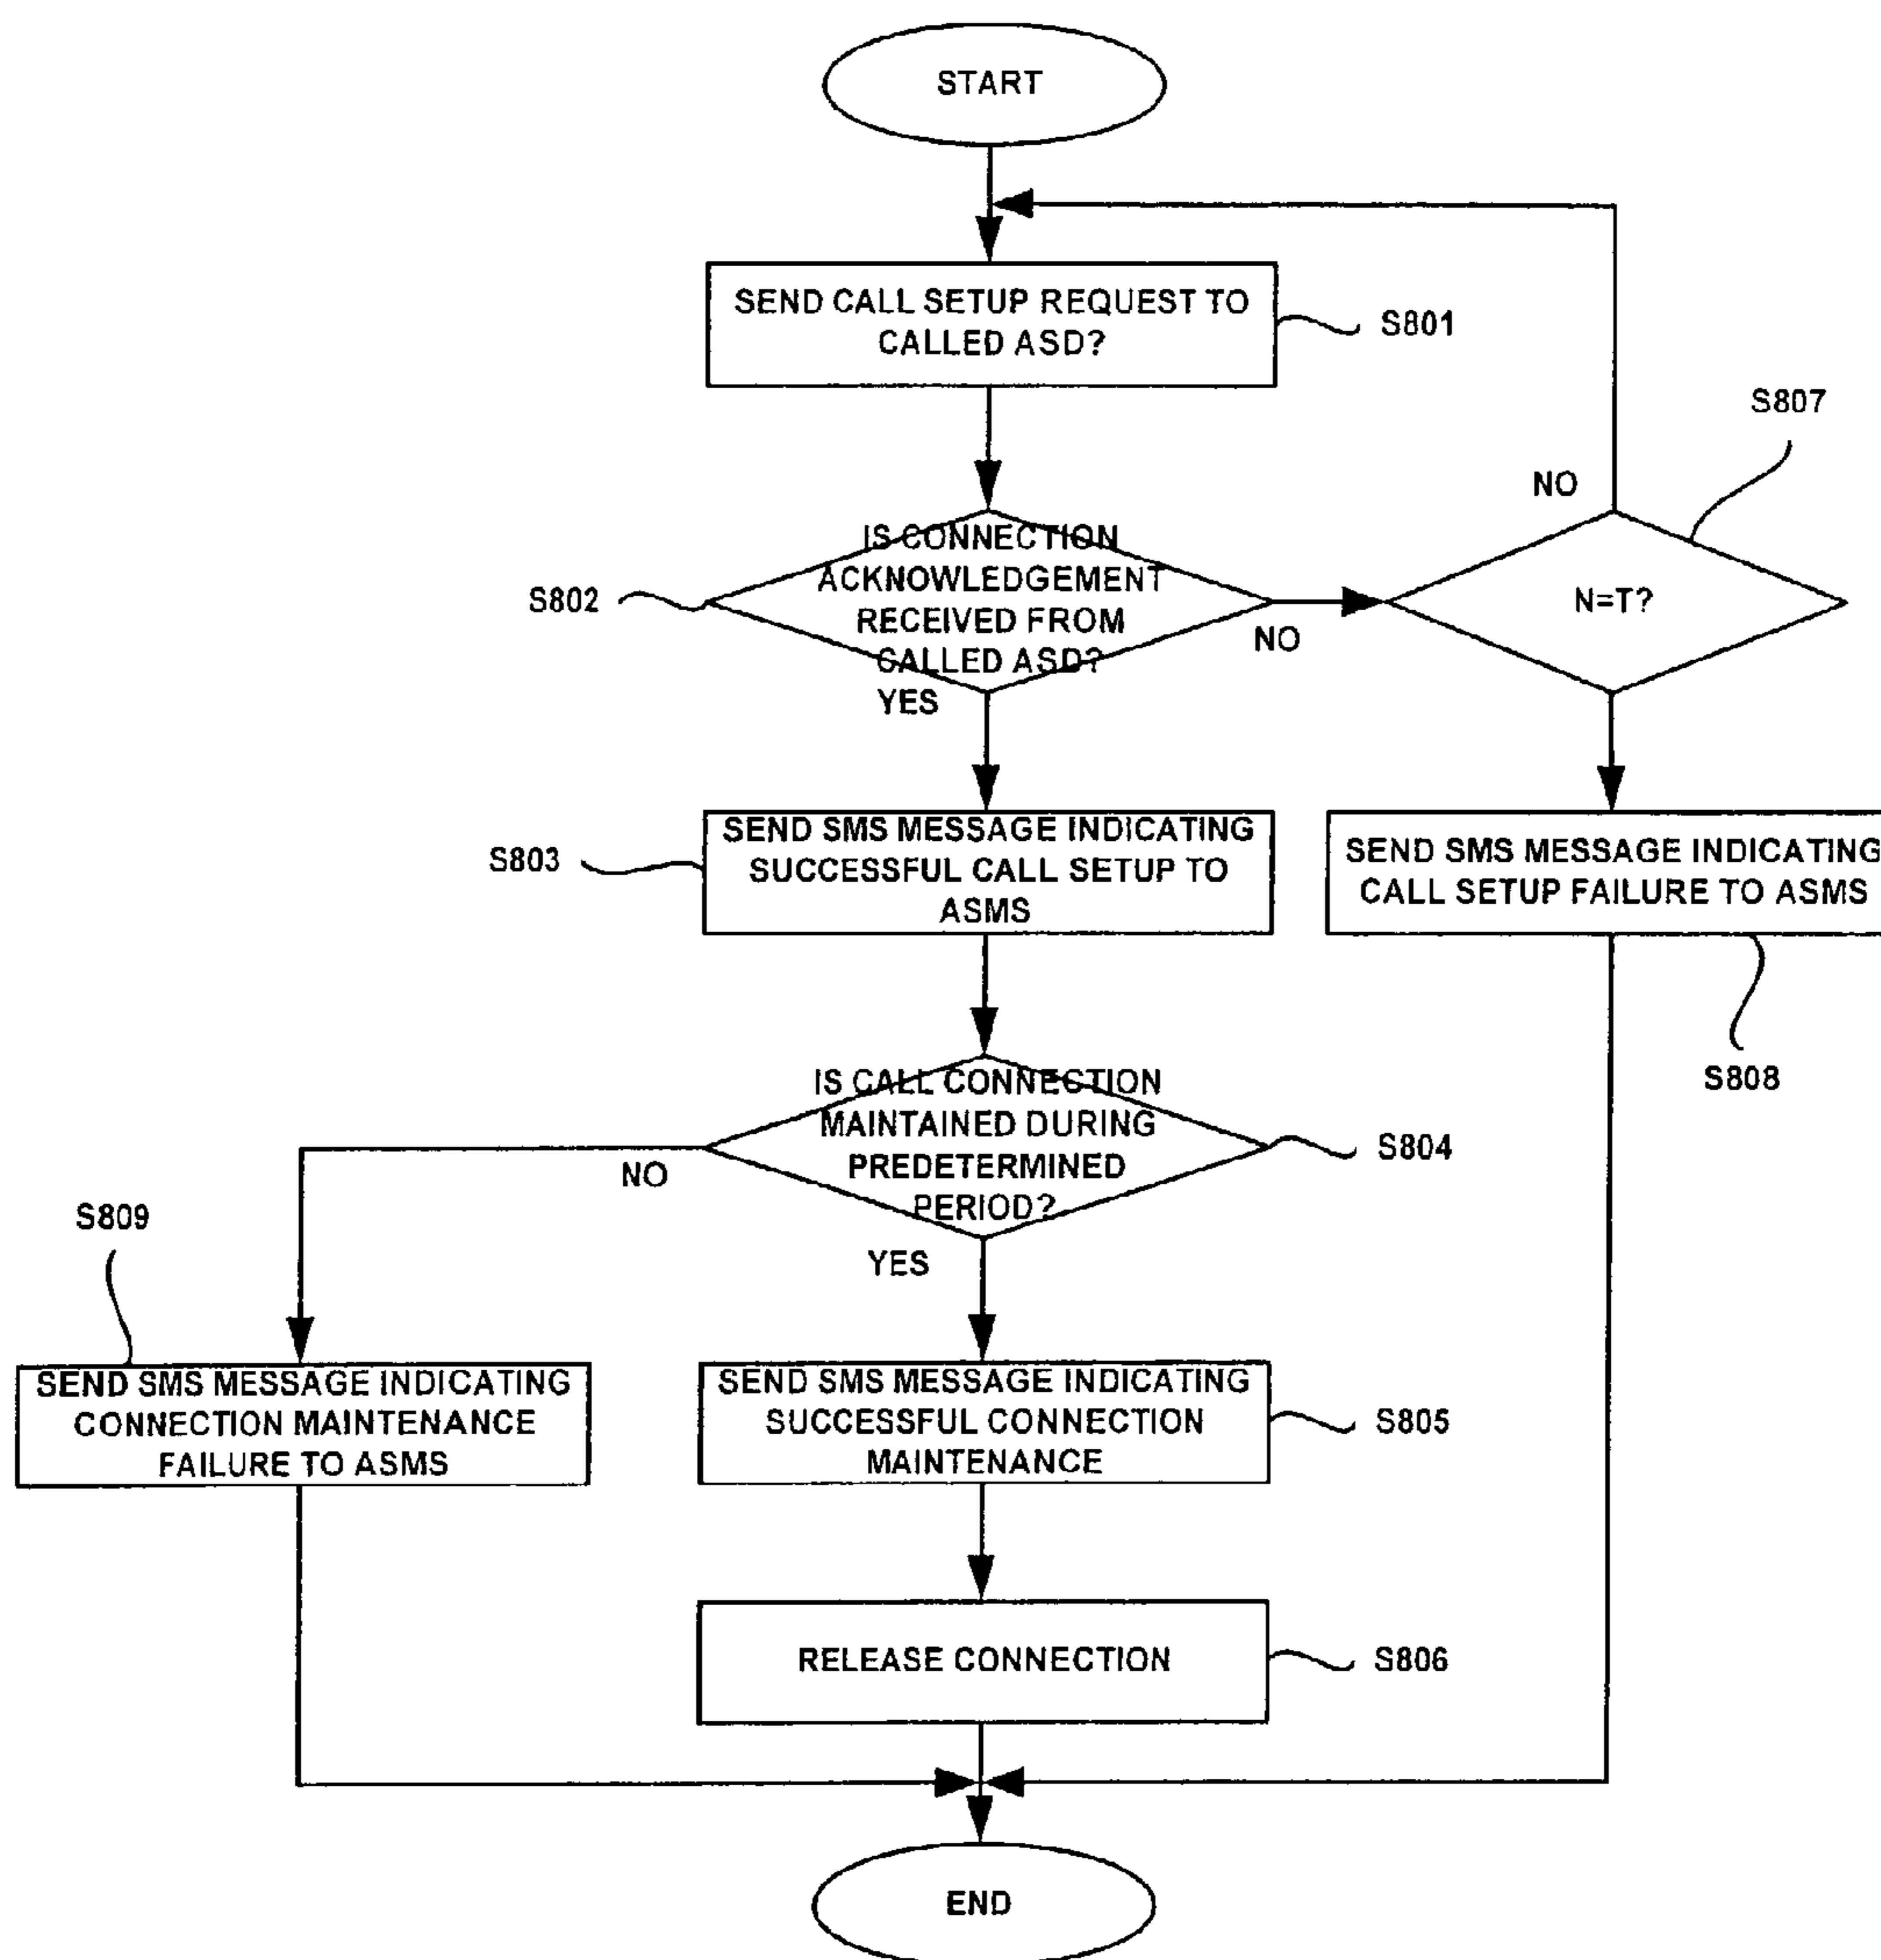 START
SEND CALL SETUP REQUEST TO
CALLED ASD?
S801
S807
NO
IS CONNECTION
ACKNOWLEDGEMENT
RECEIVED FROM
CALLED ASD?
S802
NO
N=T?
YES
SEND SMS MESSAGE INDICATING
SUCCESSFUL CALL SETUP TO
ASMS
S803
SEND SMS MESSAGE INDICATING
CALL SETUP FAILURE TO ASMS
S808
IS CALL CONNECTION
MAINTAINED DURING
PREDETERMINED
PERIOD?
S804
NO
S809
YES
SEND SMS MESSAGE INDICATING
CONNECTION MAINTENANCE
FAILURE TO ASMS
SEND SMS MESSAGE INDICATING
SUCCESSFUL CONNECTION
MAINTENANCE
S805
RELEASE CONNECTION
S806
END